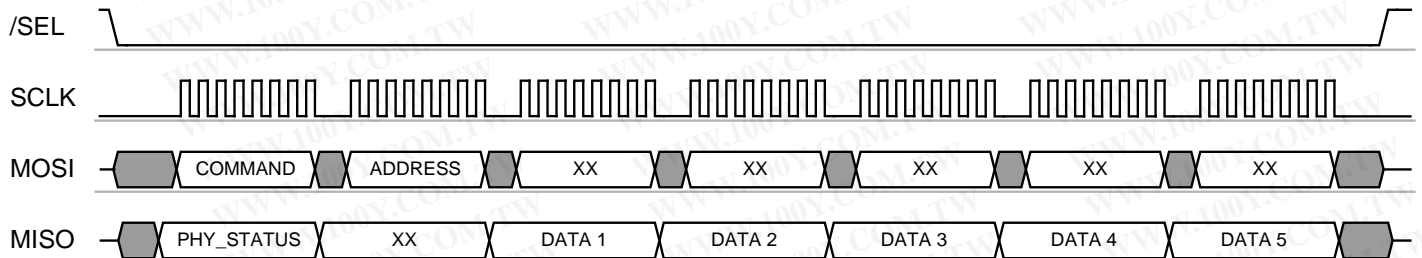 /SEL
SCLK
MOSI COMMAND ADDRESS XX XX XX XX XX
MISO PHY_STATUS XX DATA 1 DATA 2 DATA 3 DATA 4 DATA 5
WWW.100Y.COM.TW